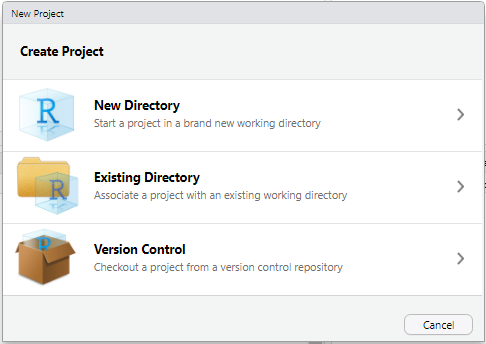 New Project
Create Project
R
New Directory
Start a project in a brand new working directory
R
Existing Directory
Associate a project with an existing working directory
R
Version Control
Checkout a project from a version control repository
Cancel